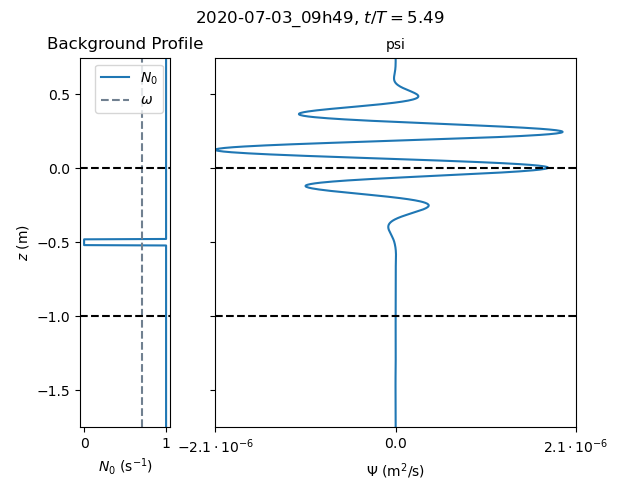 2020-07-03_09h49, t/T = 5.49
Background Profile
psi
N₀
ω
0.5
0.0
−0.5
−1.0
−1.5
z (m)
0
1
−2.1 · 10⁻⁶
0.0
2.1 · 10⁻⁶
N₀ (s⁻¹)
Ψ (m²/s)